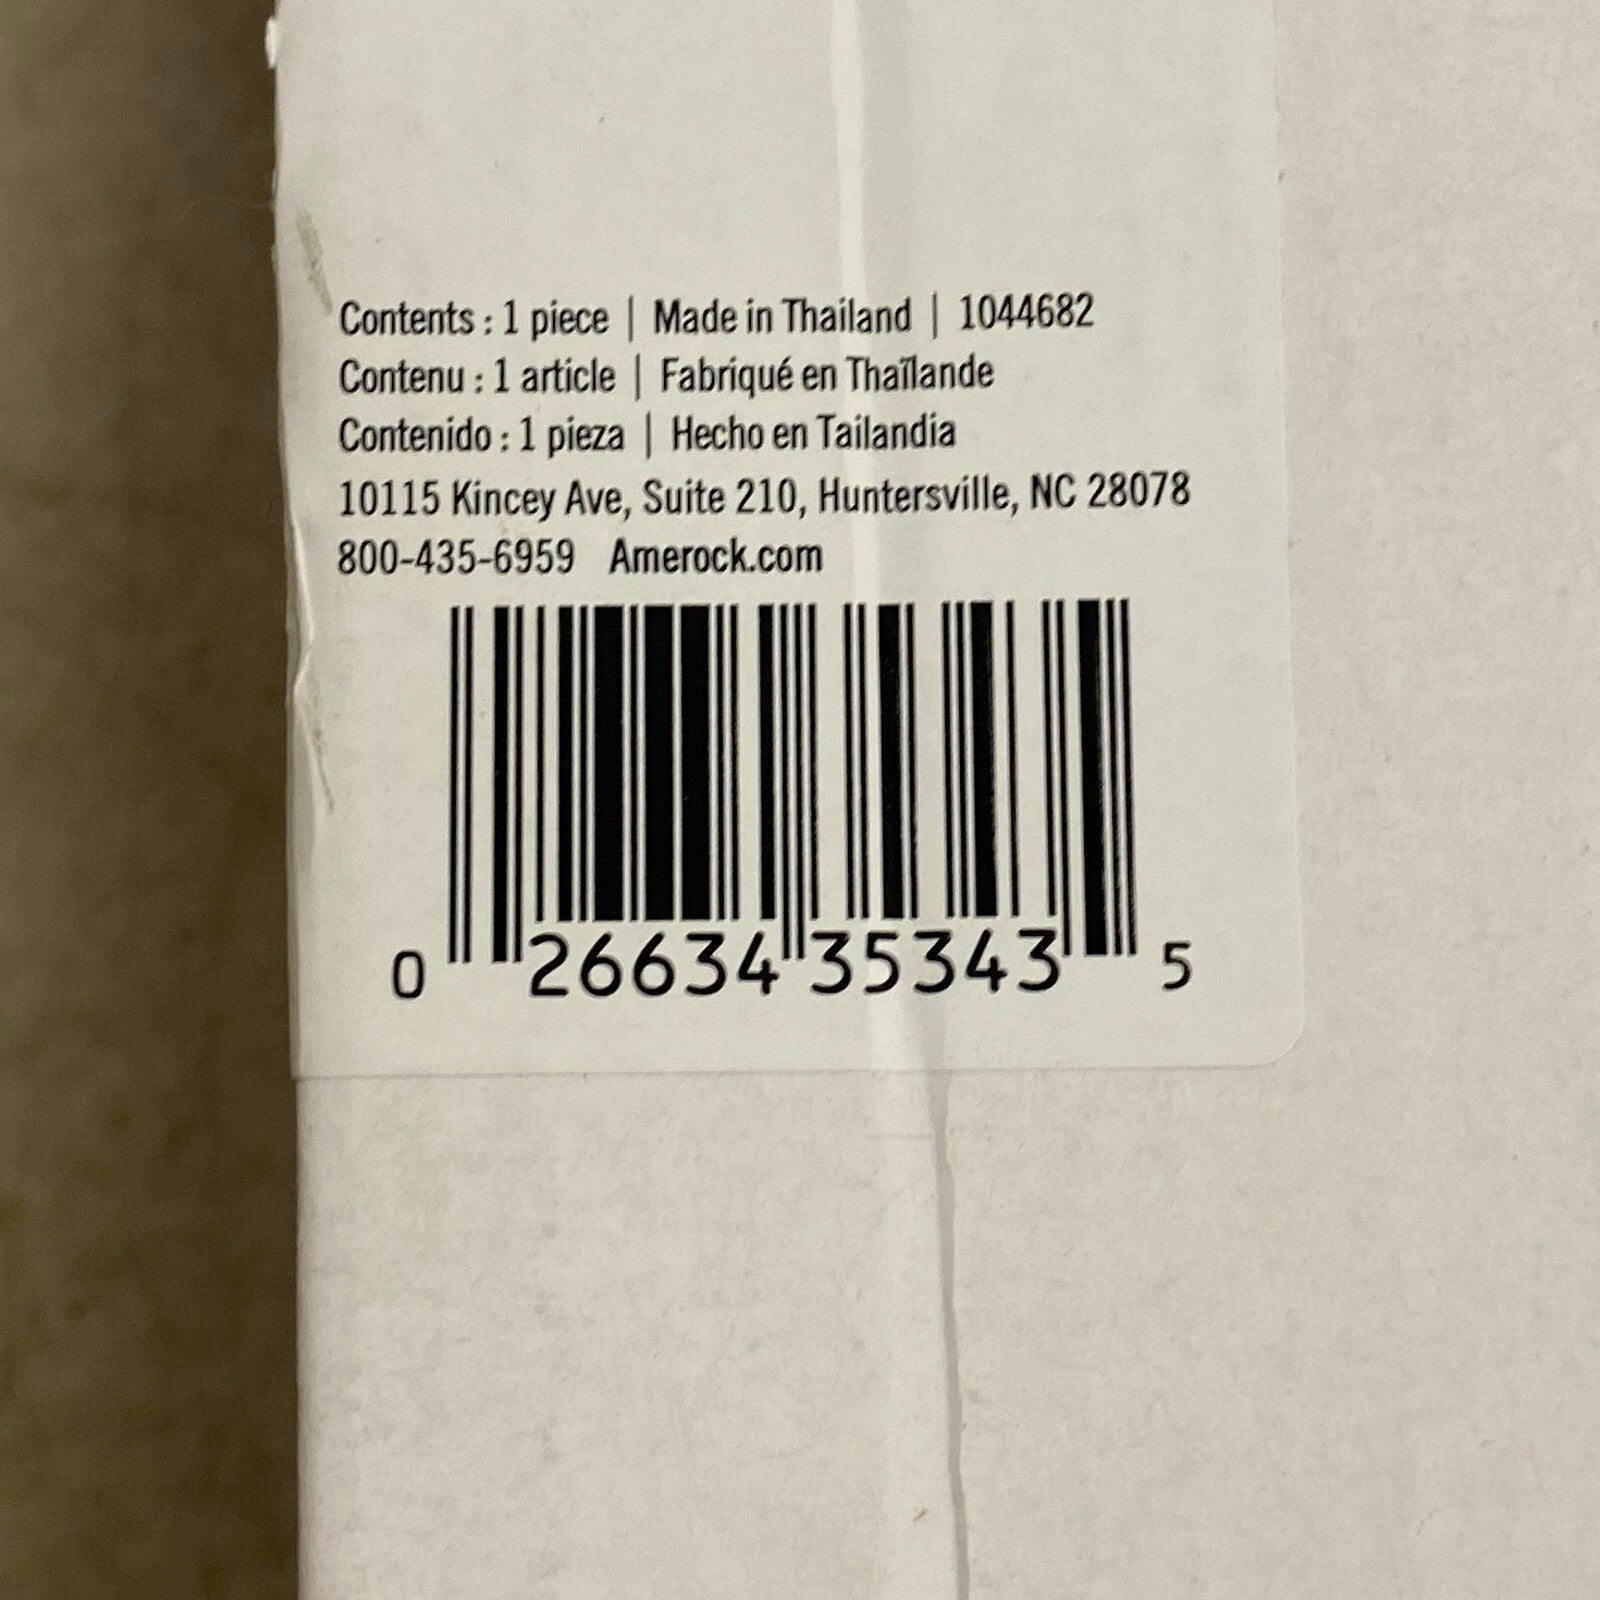 Contents : 1 piece | Made in Thailand | 1044682
Contenu : 1 article | Fabriqué en Thaïlande
Contenido : 1 pieza | Hecho en Tailandia
10115 Kincey Ave, Suite 210, Huntersville, NC 28078
800-435-6959 Amerock.com
0 26634 35343 5